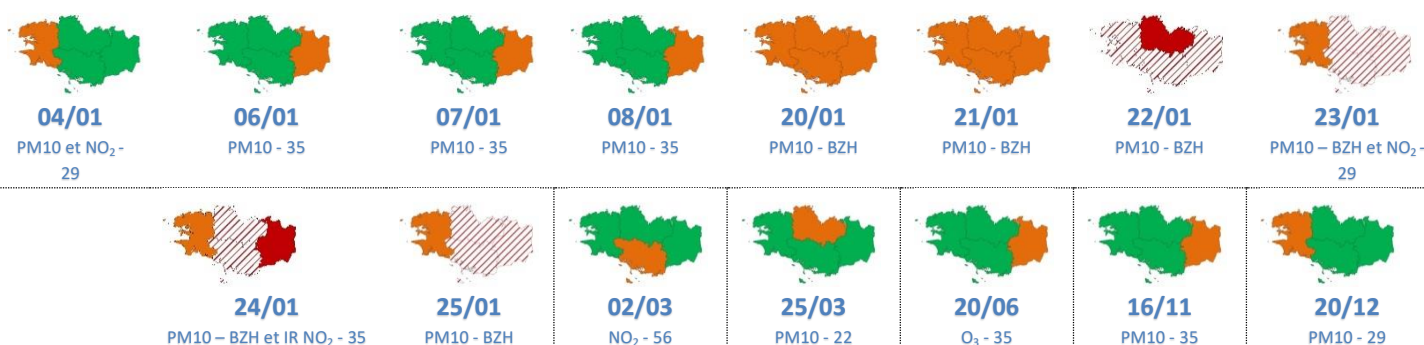 04/01
PM10 et NO₂ -
29
06/01
PM10 - 35
07/01
PM10 - 35
08/01
PM10 - 35
20/01
PM10 - BZH
21/01
PM10 - BZH
22/01
PM10 - BZH
23/01
PM10 – BZH et NO₂ -
29
24/01
PM10 – BZH et IR NO₂ - 35
25/01
PM10 - BZH
02/03
NO₂ - 56
25/03
PM10 - 22
20/06
O₃ - 35
16/11
PM10 - 35
20/12
PM10 - 29